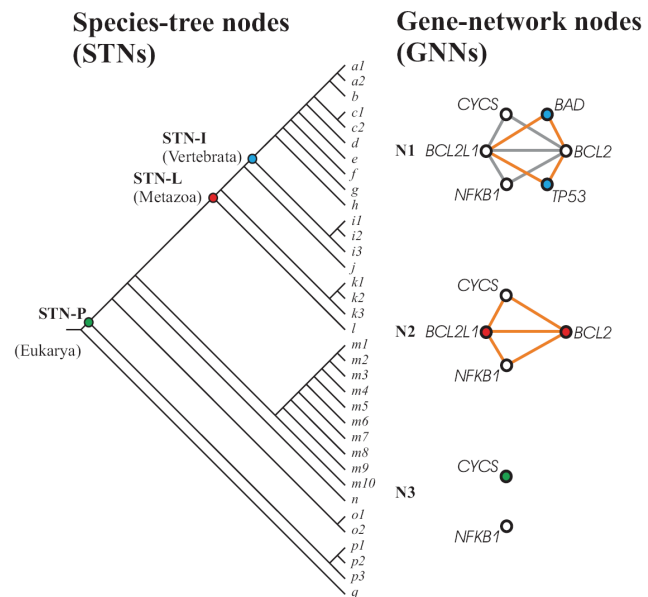 Species-tree nodes
(STNs)
Gene-network nodes
(GNNs)
STN-I
(Vertebrata)
STN-L
(Metazoa)
STN-P
(Eukarya)
a1
a2
b
c1
c2
d
e
f
g
h
i1
i2
i3
j
k1
k2
k3
l
m1
m2
m3
m4
m5
m6
m7
m8
m9
m10
n
o1
o2
p1
p2
p3
q
CYCS
BAD
N1
BCL2L1
BCL2
NFKB1
TP53
CYCS
N2
BCL2L1
BCL2
NFKB1
CYCS
N3
NFKB1